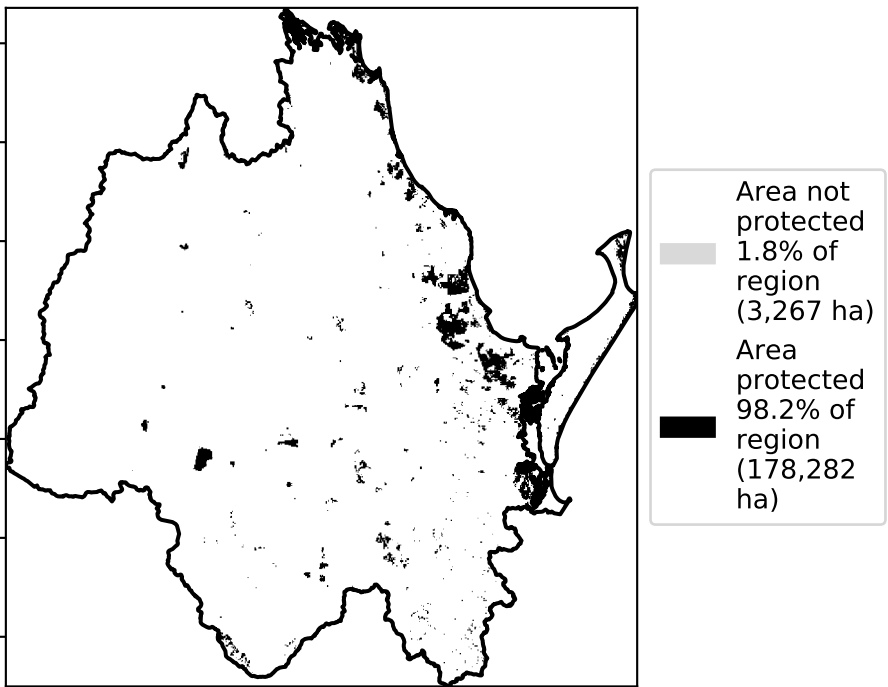 Area not
protected
1.8% of
region
(3,267 ha)
Area
protected
98.2% of
region
(178,282
ha)